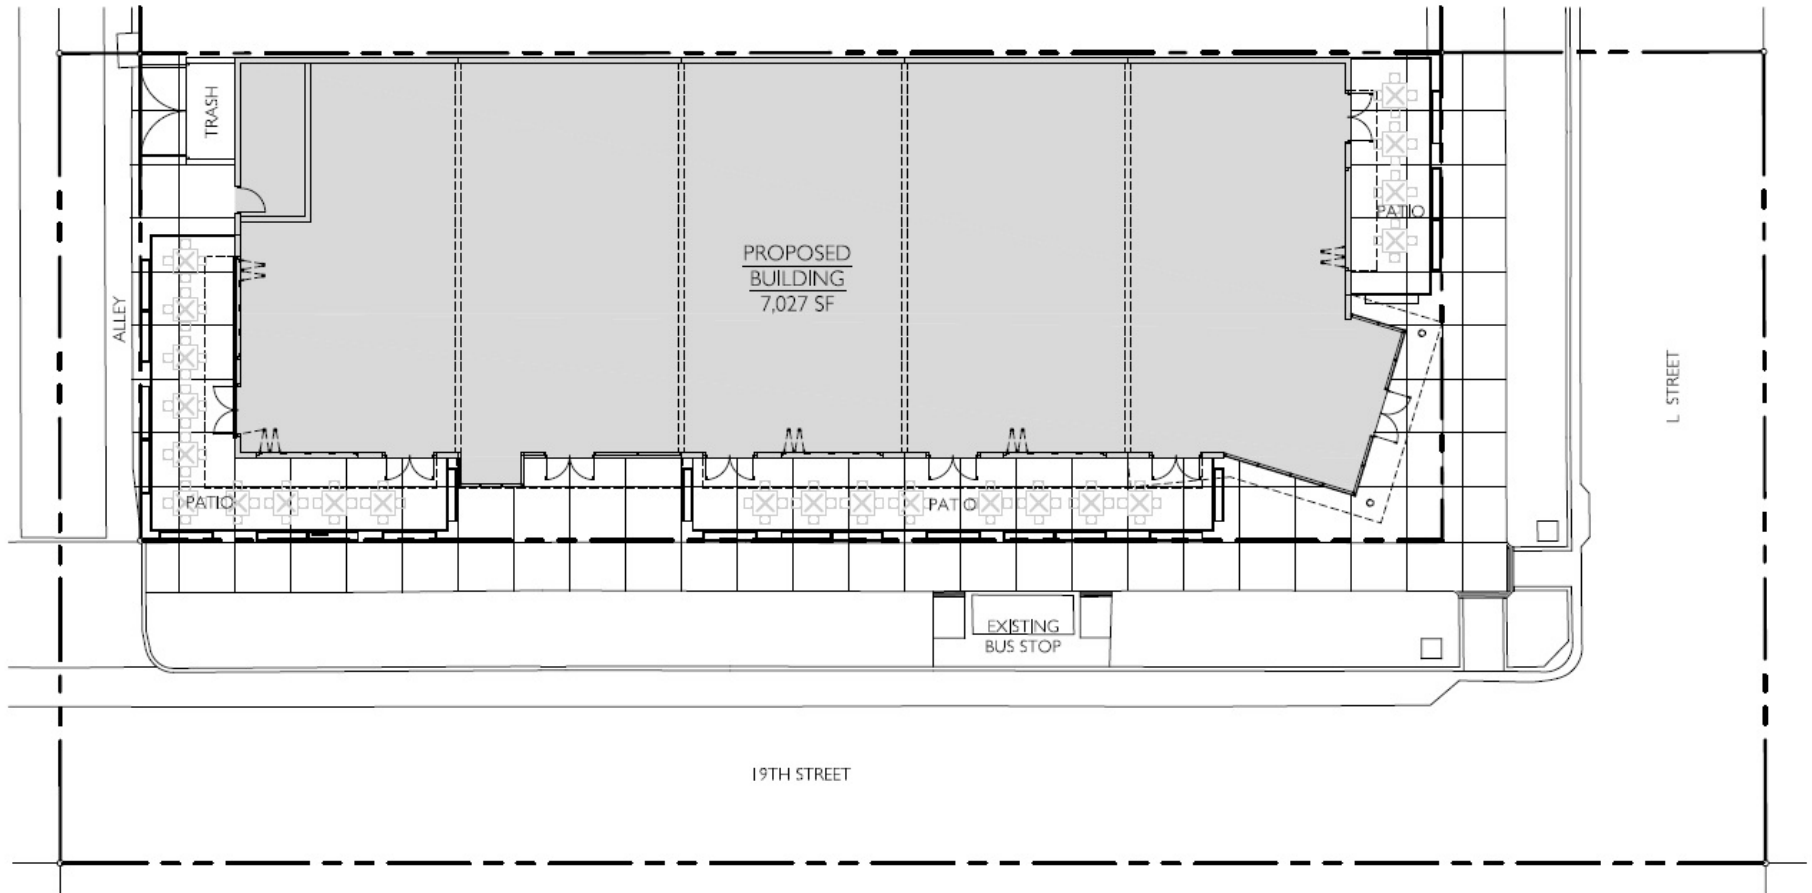 TRASH
PATIO
PROPOSED
BUILDING
7,027 SF
ALLEY
L STREET
PATIO
PATIO
EXISTING
BUS STOP
19TH STREET